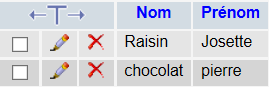 Nom Prénom
Raisin Josette
chocolat pierre